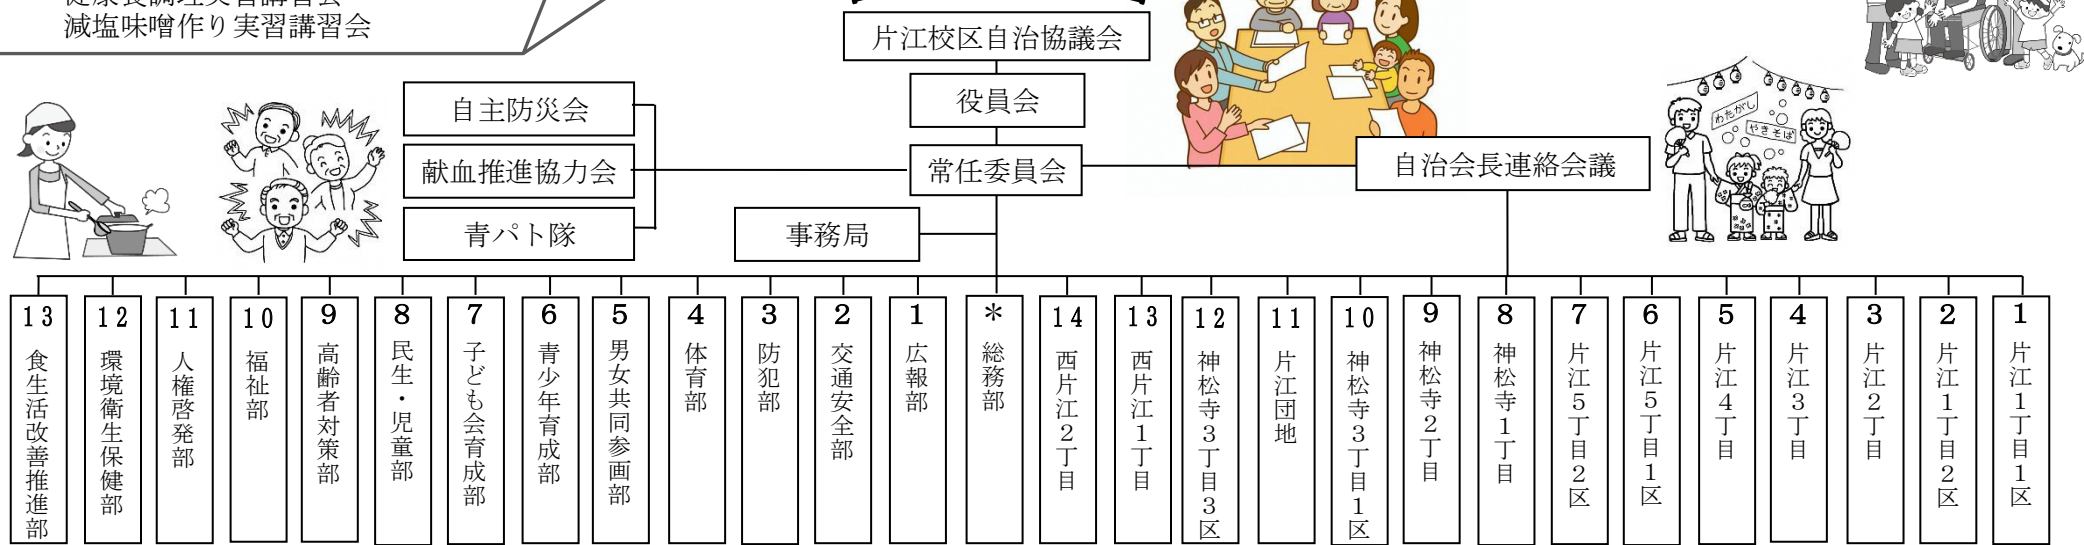 減塩味噌作り実習講習会
片江校区自治協議会
役員会
自主防災会
献血推進協力会
常任委員会
自治会長連絡会議
青パト隊
事務局
わたがし
やきそば
13 食生活改善推進部
12 環境衛生保健部
11 人権啓発部
10 福祉部
9 高齢者対策部
8 民生・児童部
7 子ども会育成部
6 青少年育成部
5 男女共同参画部
4 体育部
3 防犯部
2 交通安全部
1 広報部
* 総務部
14 西片江2丁目
13 西片江1丁目
12 神松寺3丁目3区
11 片江団地
10 神松寺3丁目1区
9 神松寺2丁目
8 神松寺1丁目
7 片江5丁目2区
6 片江5丁目1区
5 片江4丁目
4 片江3丁目
3 片江2丁目
2 片江1丁目2区
1 片江1丁目1区